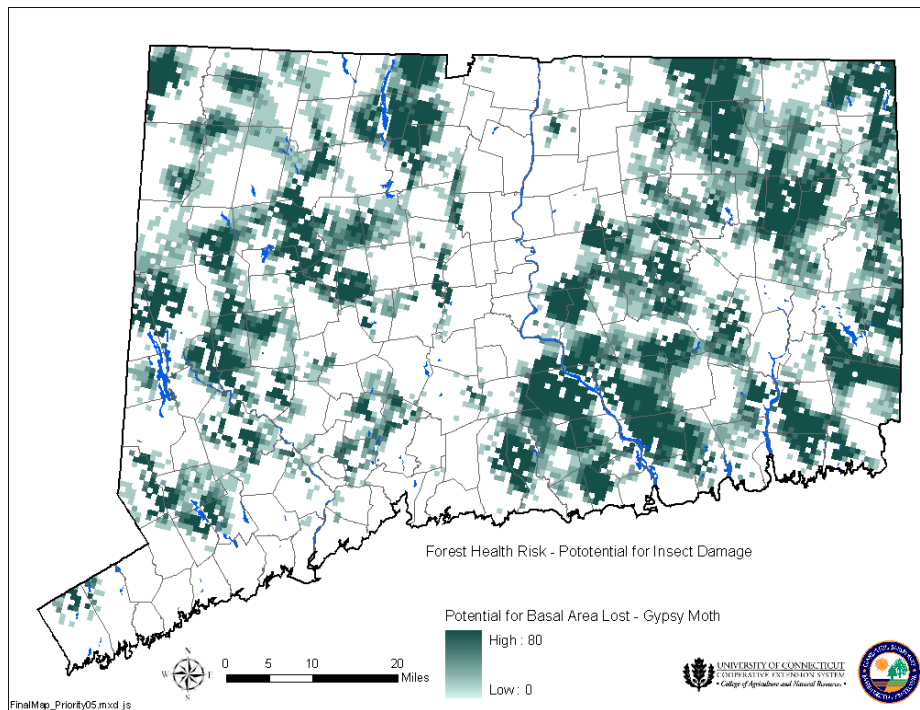 Forest Health Risk - Pototential for Insect Damage
Potential for Basal Area Lost - Gypsy Moth
High : 80
Low : 0
N
W
E
S
0 5 10 20
Miles
UNIVERSITY OF CONNECTICUT
COOPERATIVE EXTENSION SYSTEM
College of Agriculture and Natural Resources
FinalMap_Priority05.mxd js